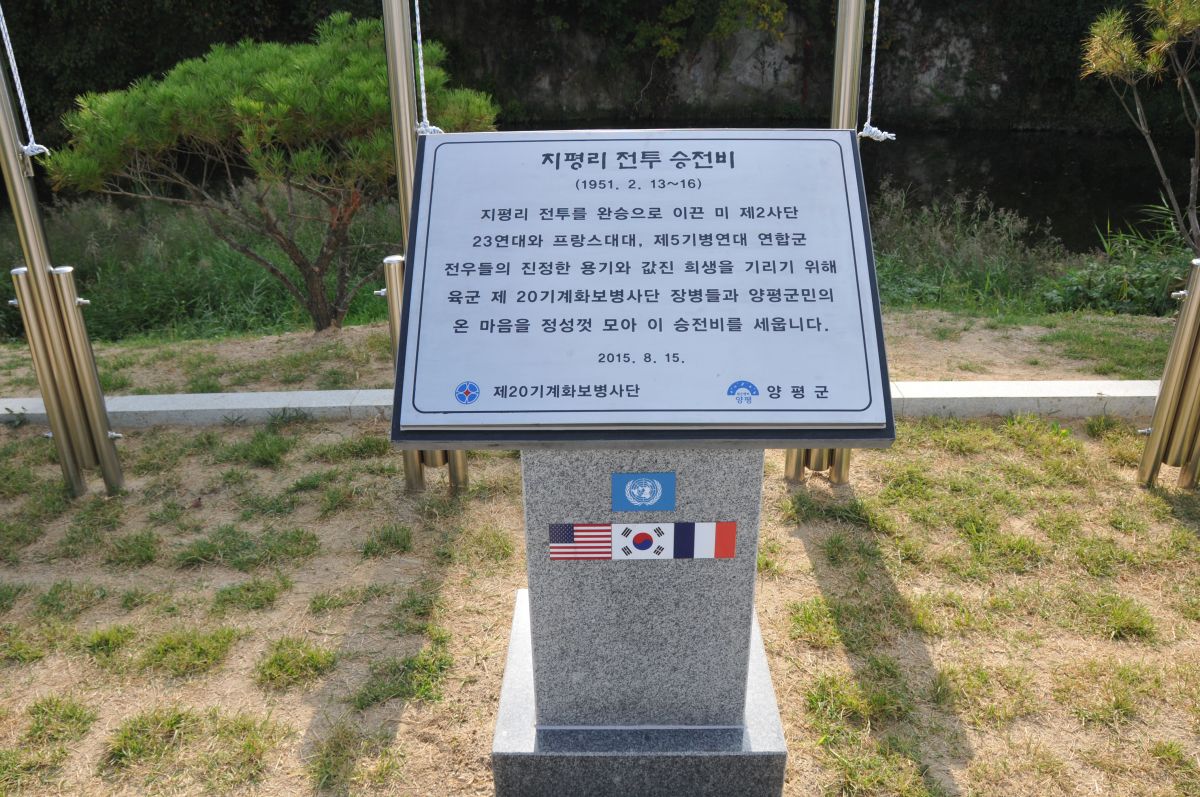 지평리 전투 승전비
(1951. 2. 13~16)
지평리 전투를 완승으로 이끈 미 제2사단
23연대와 프랑스대대, 제5기병연대 연합군
전우들의 진정한 용기와 값진 희생을 기리기 위해
육군 제 20기계화보병사단 장병들과 양평군민의
온 마음을 정성껏 모아 이 승전비를 세웁니다.
2015. 8. 15.
제20기계화보병사단
양평
양 평 군